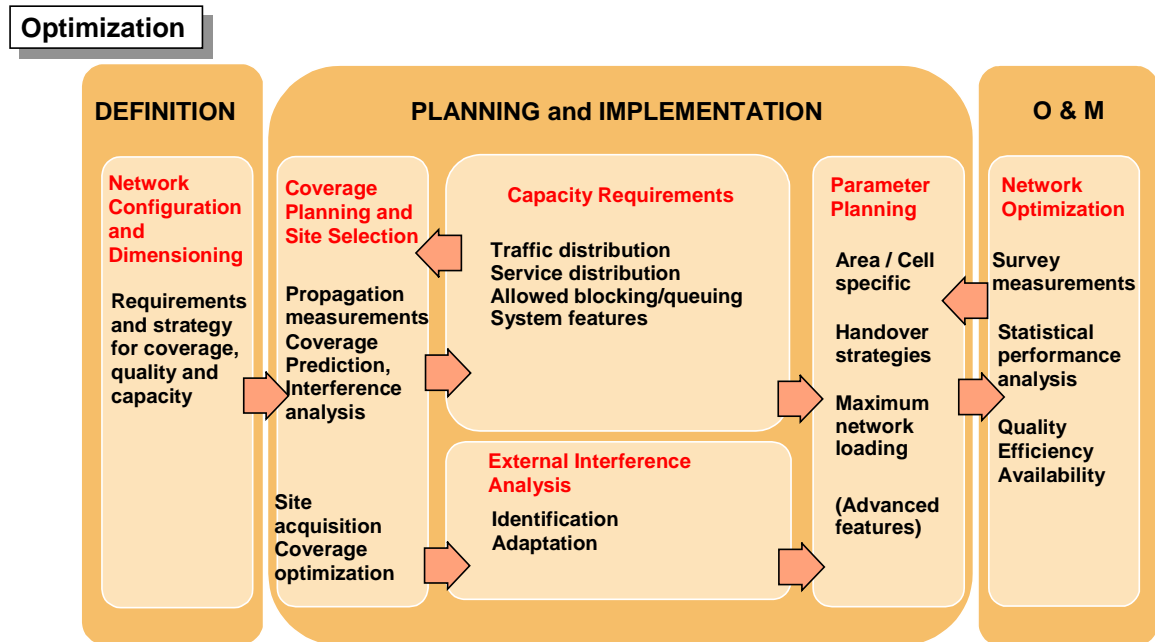 Optimization
DEFINITION
PLANNING and IMPLEMENTATION
O & M
Network
Configuration
and
Dimensioning
Requirements
and strategy
for coverage,
quality and
capacity
Coverage
Planning and
Site Selection
Propagation
measurements
Coverage
Prediction,
Interference
analysis
Site
acquisition
Coverage
optimization
Capacity Requirements
Traffic distribution
Service distribution
Allowed blocking/queuing
System features
External Interference
Analysis
Identification
Adaptation
Parameter
Planning
Area / Cell
specific
Handover
strategies
Maximum
network
loading
(Advanced
features)
Network
Optimization
Survey
measurements
Statistical
performance
analysis
Quality
Efficiency
Availability